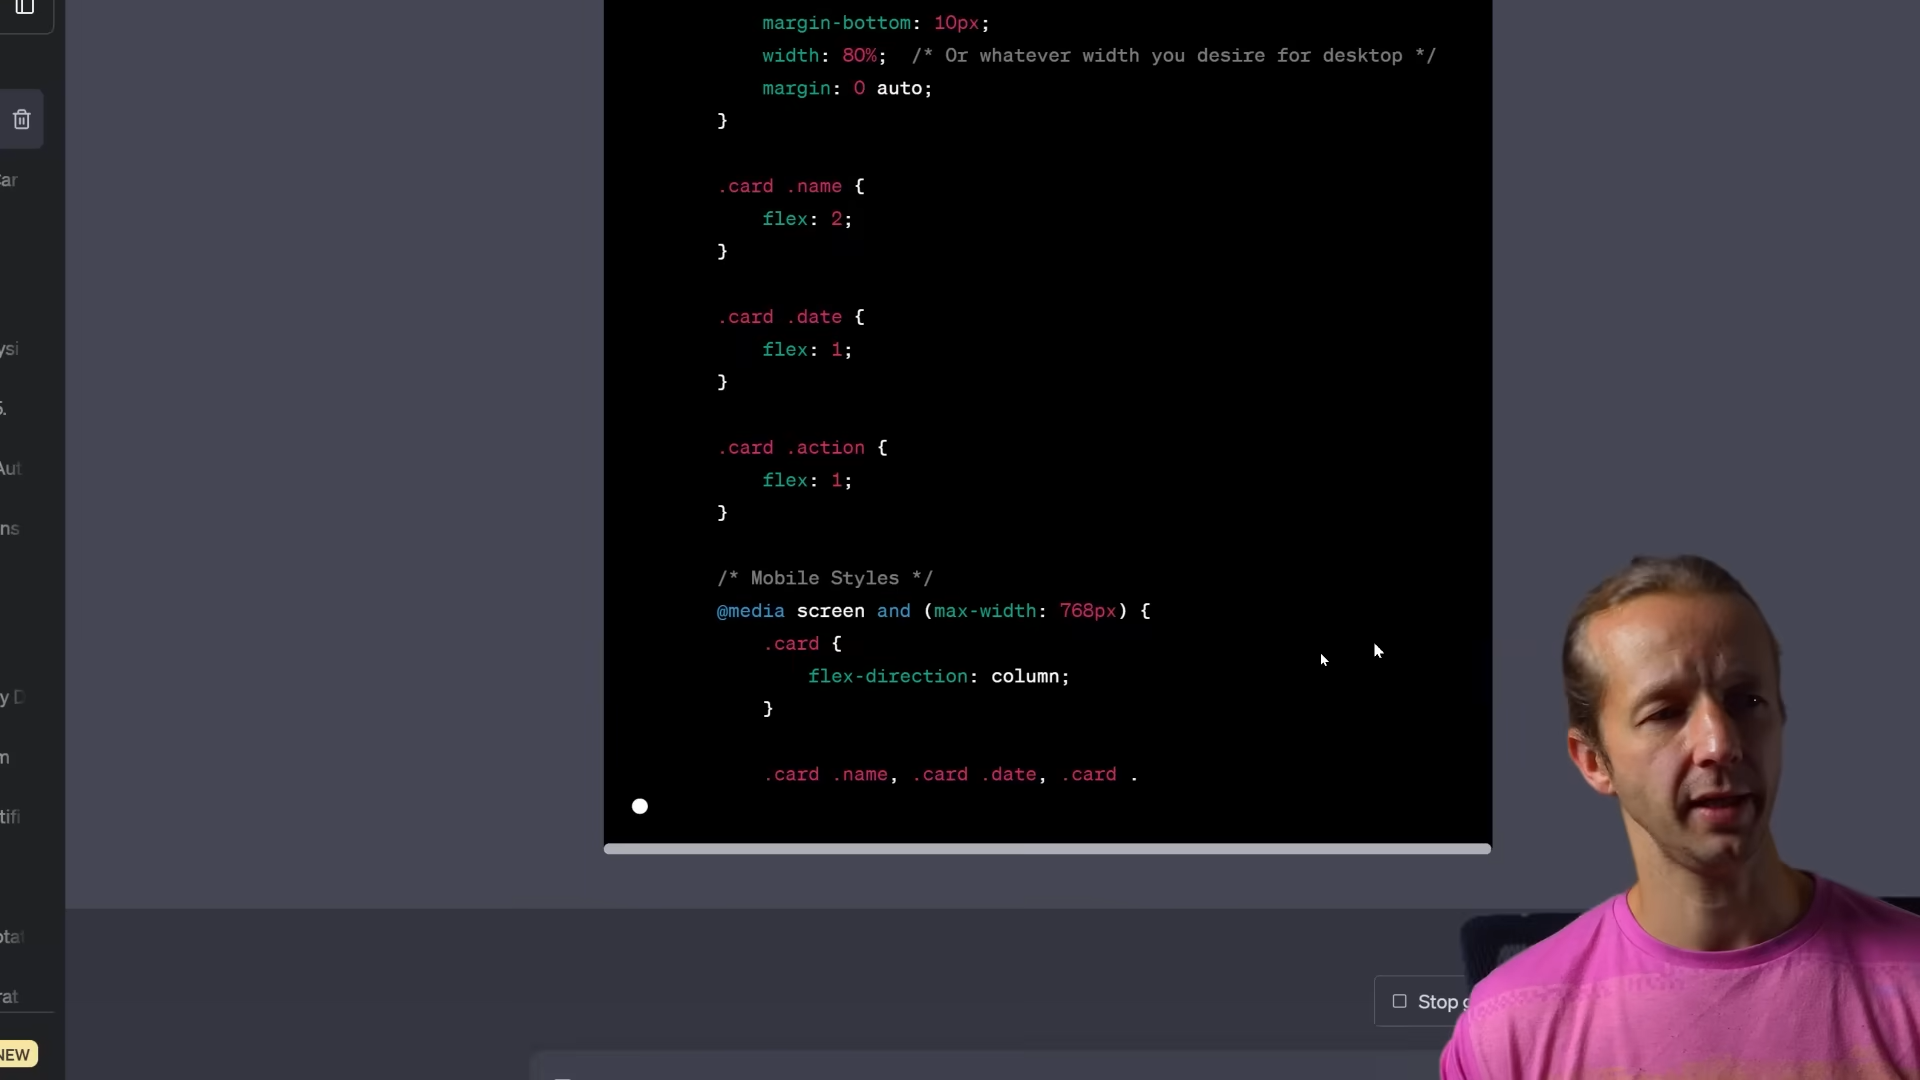 margin-bottom: 10px;
width: 80%;  /* Or whatever width you desire for desktop */
margin: 0 auto;
}
.card .name {
flex: 2;
}
.card .date {
flex: 1;
}
.card .action {
flex: 1;
}
/* Mobile Styles */
@media screen and (max-width: 768px) {
.card {
flex-direction: column;
}
.card .name, .card .date, .card .
Stop
NEW